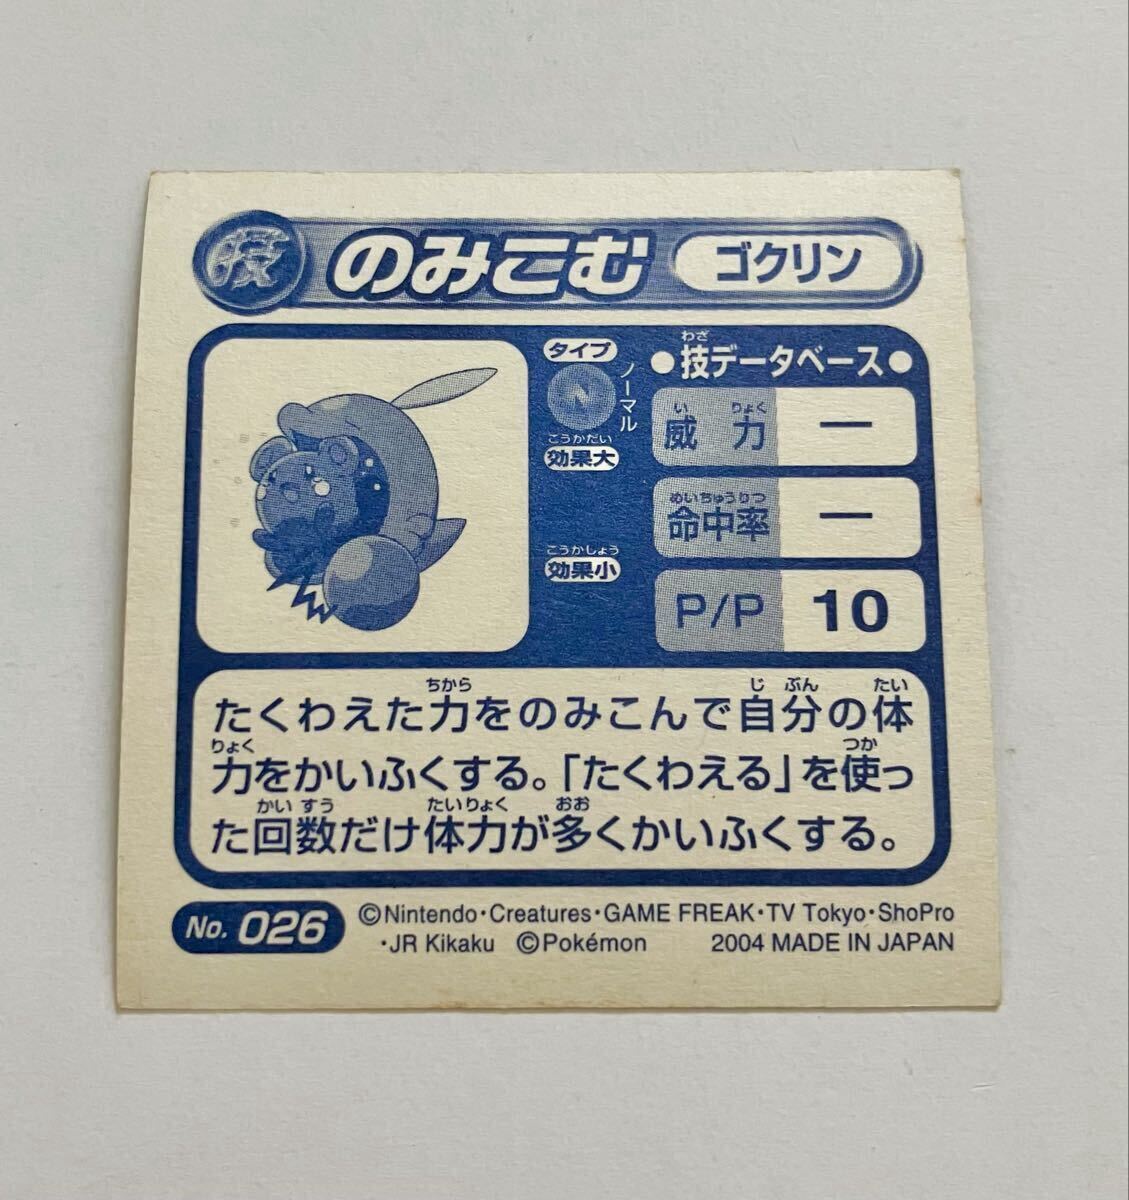 技 のみこむ ゴクリン
タイプ
N
ノーマル
こうかだい
効果大
こうかしょう
効果小
わざ
●技データベース●
い りょく
威力 ー
めいちゅうりつ
命中率 ー
P/P 10
ちから じ ぶん たい
たくわえた力をのみこんで自分の体
りょく つか
力をかいふくする。「たくわえる」を使っ
かい すう たいりょく おお
た回数だけ体力が多くかいふくする。
No. 026
©Nintendo・Creatures・GAME FREAK・TV Tokyo・ShoPro
・JR Kikaku ©Pokémon 2004 MADE IN JAPAN